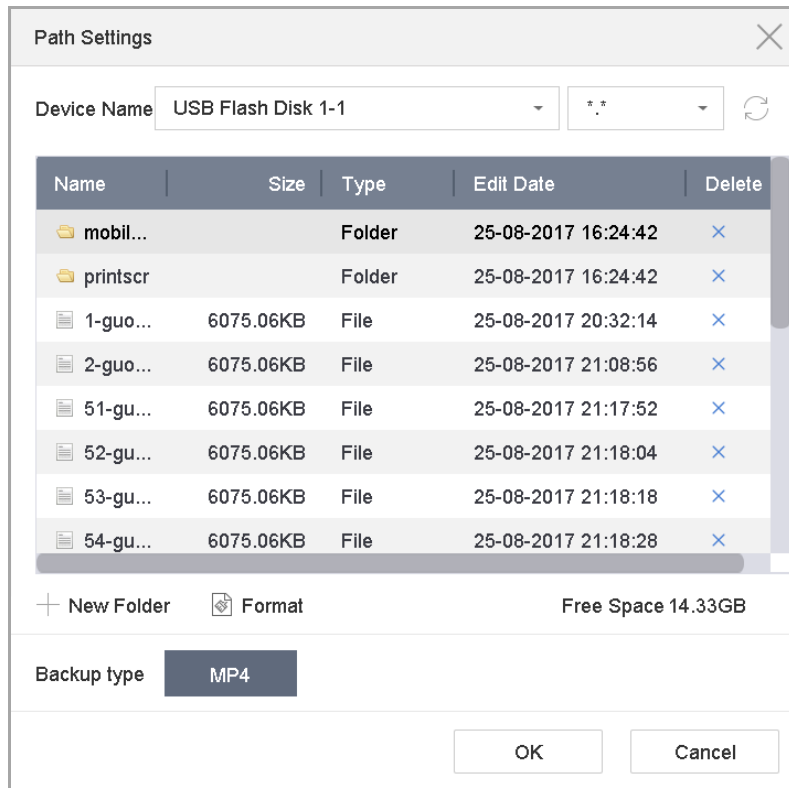 Path Settings
Device Name USB Flash Disk 1-1 *.*
Name Size Type Edit Date Delete
mobil... Folder 25-08-2017 16:24:42
printscr Folder 25-08-2017 16:24:42
1-guo... 6075.06KB File 25-08-2017 20:32:14
2-guo... 6075.06KB File 25-08-2017 21:08:56
51-gu... 6075.06KB File 25-08-2017 21:17:52
52-gu... 6075.06KB File 25-08-2017 21:18:04
53-gu... 6075.06KB File 25-08-2017 21:18:18
54-gu... 6075.06KB File 25-08-2017 21:18:28
New Folder Format Free Space 14.33GB
Backup type MP4
OK Cancel